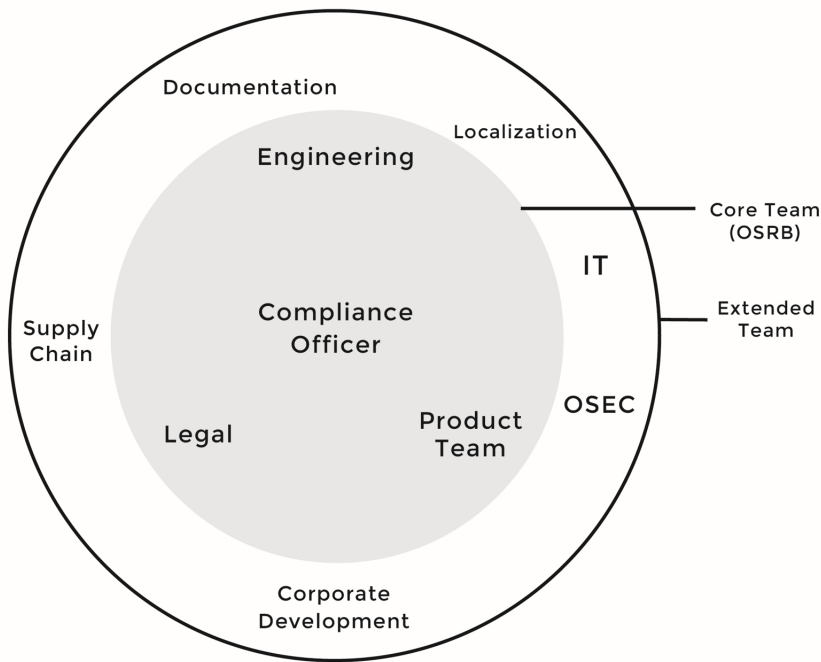 Documentation
Localization
Engineering
Core Team
(OSRB)
IT
Extended
Team
Compliance
Officer
Supply
Chain
OSEC
Product
Team
Legal
Corporate
Development